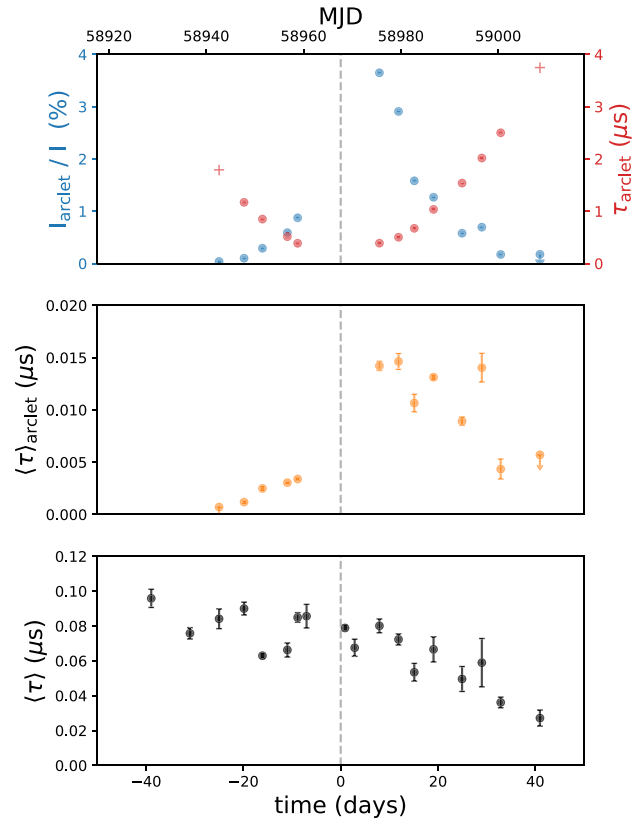 MJD
58920 58940 58960 58980 59000
I_arclet / I (%)
4
3
2
1
0
τ_arclet (μs)
4
3
2
1
0
⟨τ⟩_arclet (μs)
0.020
0.015
0.010
0.005
0.000
⟨τ⟩ (μs)
0.12
0.10
0.08
0.06
0.04
0.02
0.00
−40 −20 0 20 40
time (days)